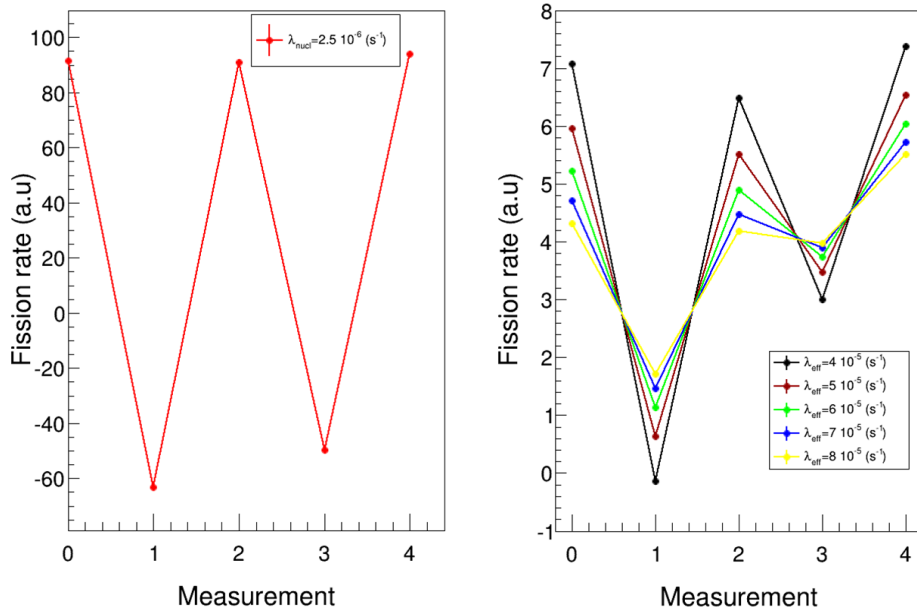 λnucl=2.5 10-6 (s-1)
100
80
60
40
20
0
-20
-40
-60
Fission rate (a.u)
0 1 2 3 4
Measurement
8
7
6
5
4
3
2
1
0
-1
Fission rate (a.u)
λeff=4 10-5 (s-1)
λeff=5 10-5 (s-1)
λeff=6 10-5 (s-1)
λeff=7 10-5 (s-1)
λeff=8 10-5 (s-1)
0 1 2 3 4
Measurement